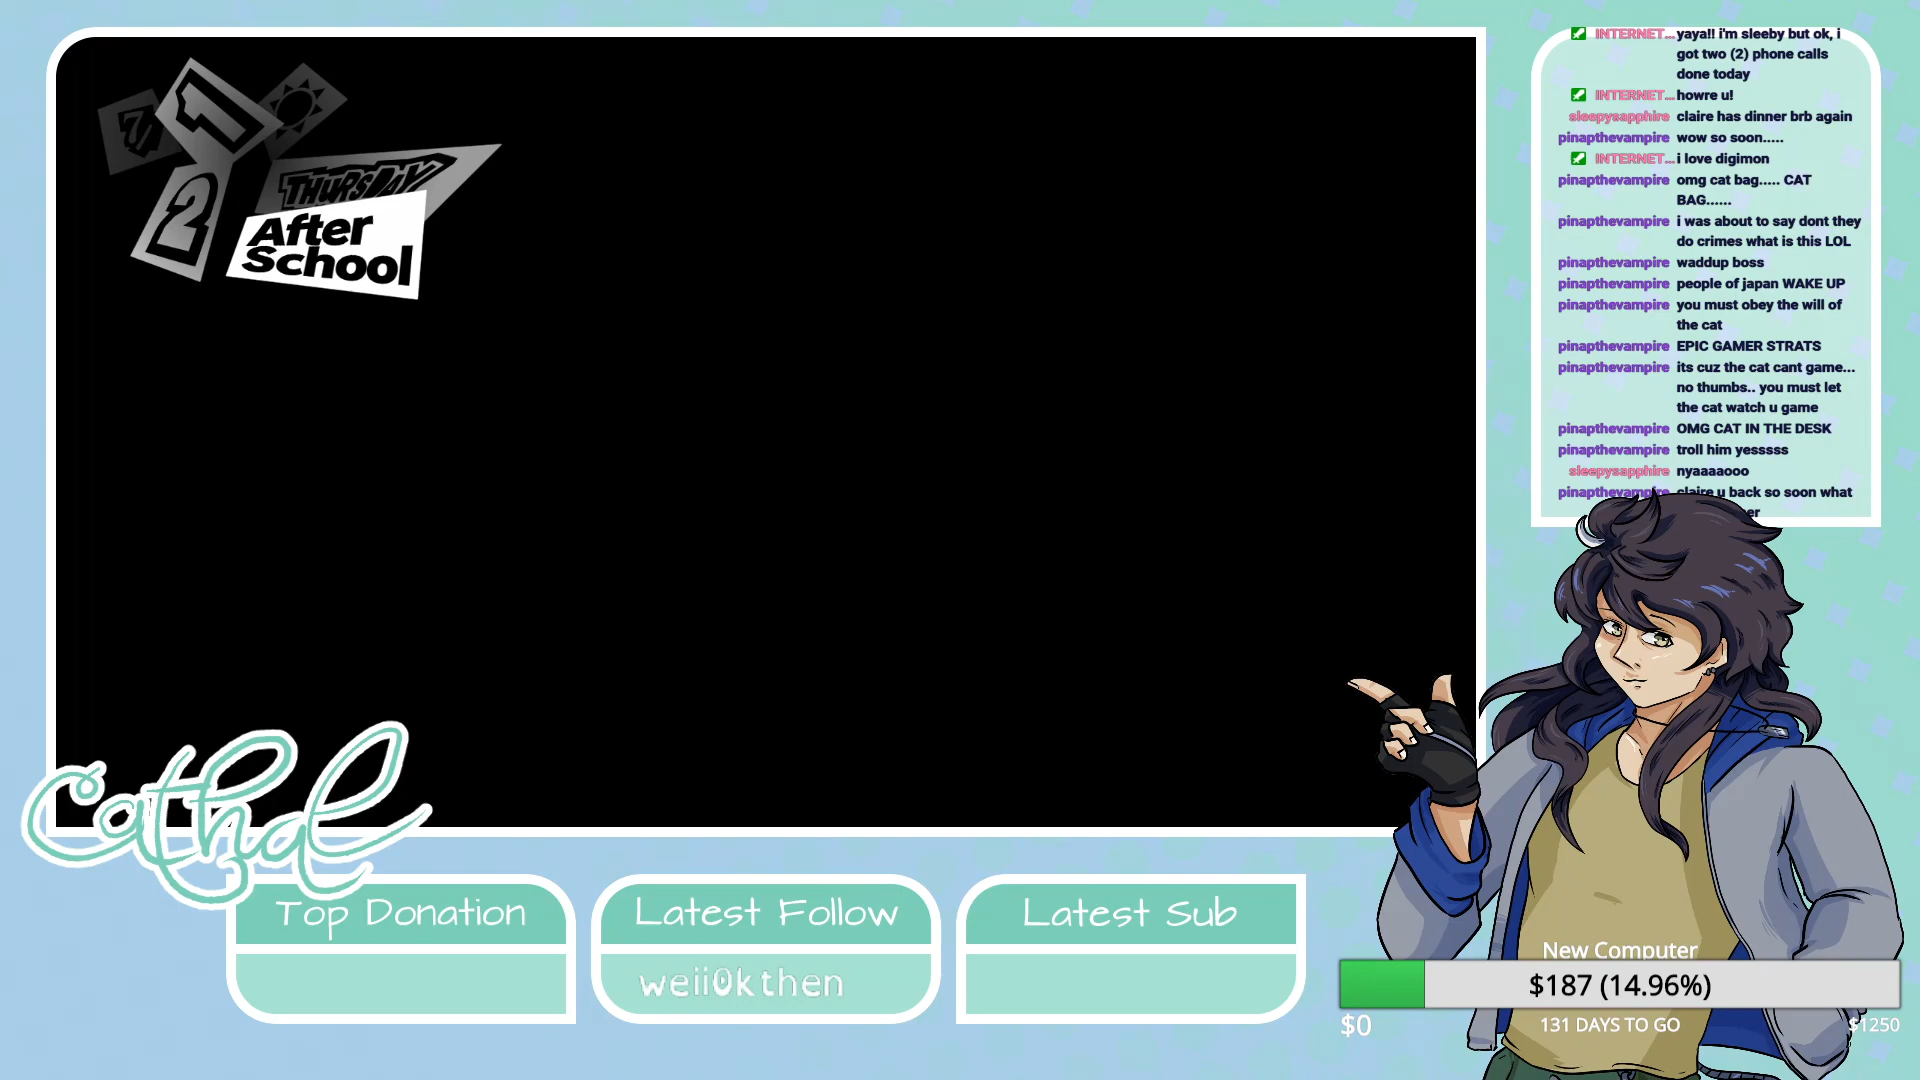 7/
12
THURSDAY
After
School
INTERNET... yaya!! i'm sleeby but ok, i
got two (2) phone calls
done today
INTERNET... howre u!
sleepysapphire claire has dinner brb again
pinapthevampire wow so soon.....
INTERNET... i love digimon
pinapthevampire omg cat bag..... CAT
BAG......
pinapthevampire i was about to say dont they
do crimes what is this LOL
pinapthevampire waddup boss
pinapthevampire people of japan WAKE UP
pinapthevampire you must obey the will of
the cat
pinapthevampire EPIC GAMER STRATS
pinapthevampire its cuz the cat cant game...
no thumbs.. you must let
the cat watch u game
pinapthevampire OMG CAT IN THE DESK
pinapthevampire troll him yesssss
sleepysapphire nyaaaaooo
pinapthevampire claire u back so soon what
cathal
Top Donation
Latest Follow
weii0kthen
Latest Sub
New Computer
$187 (14.96%)
$0
131 DAYS TO GO
$1250